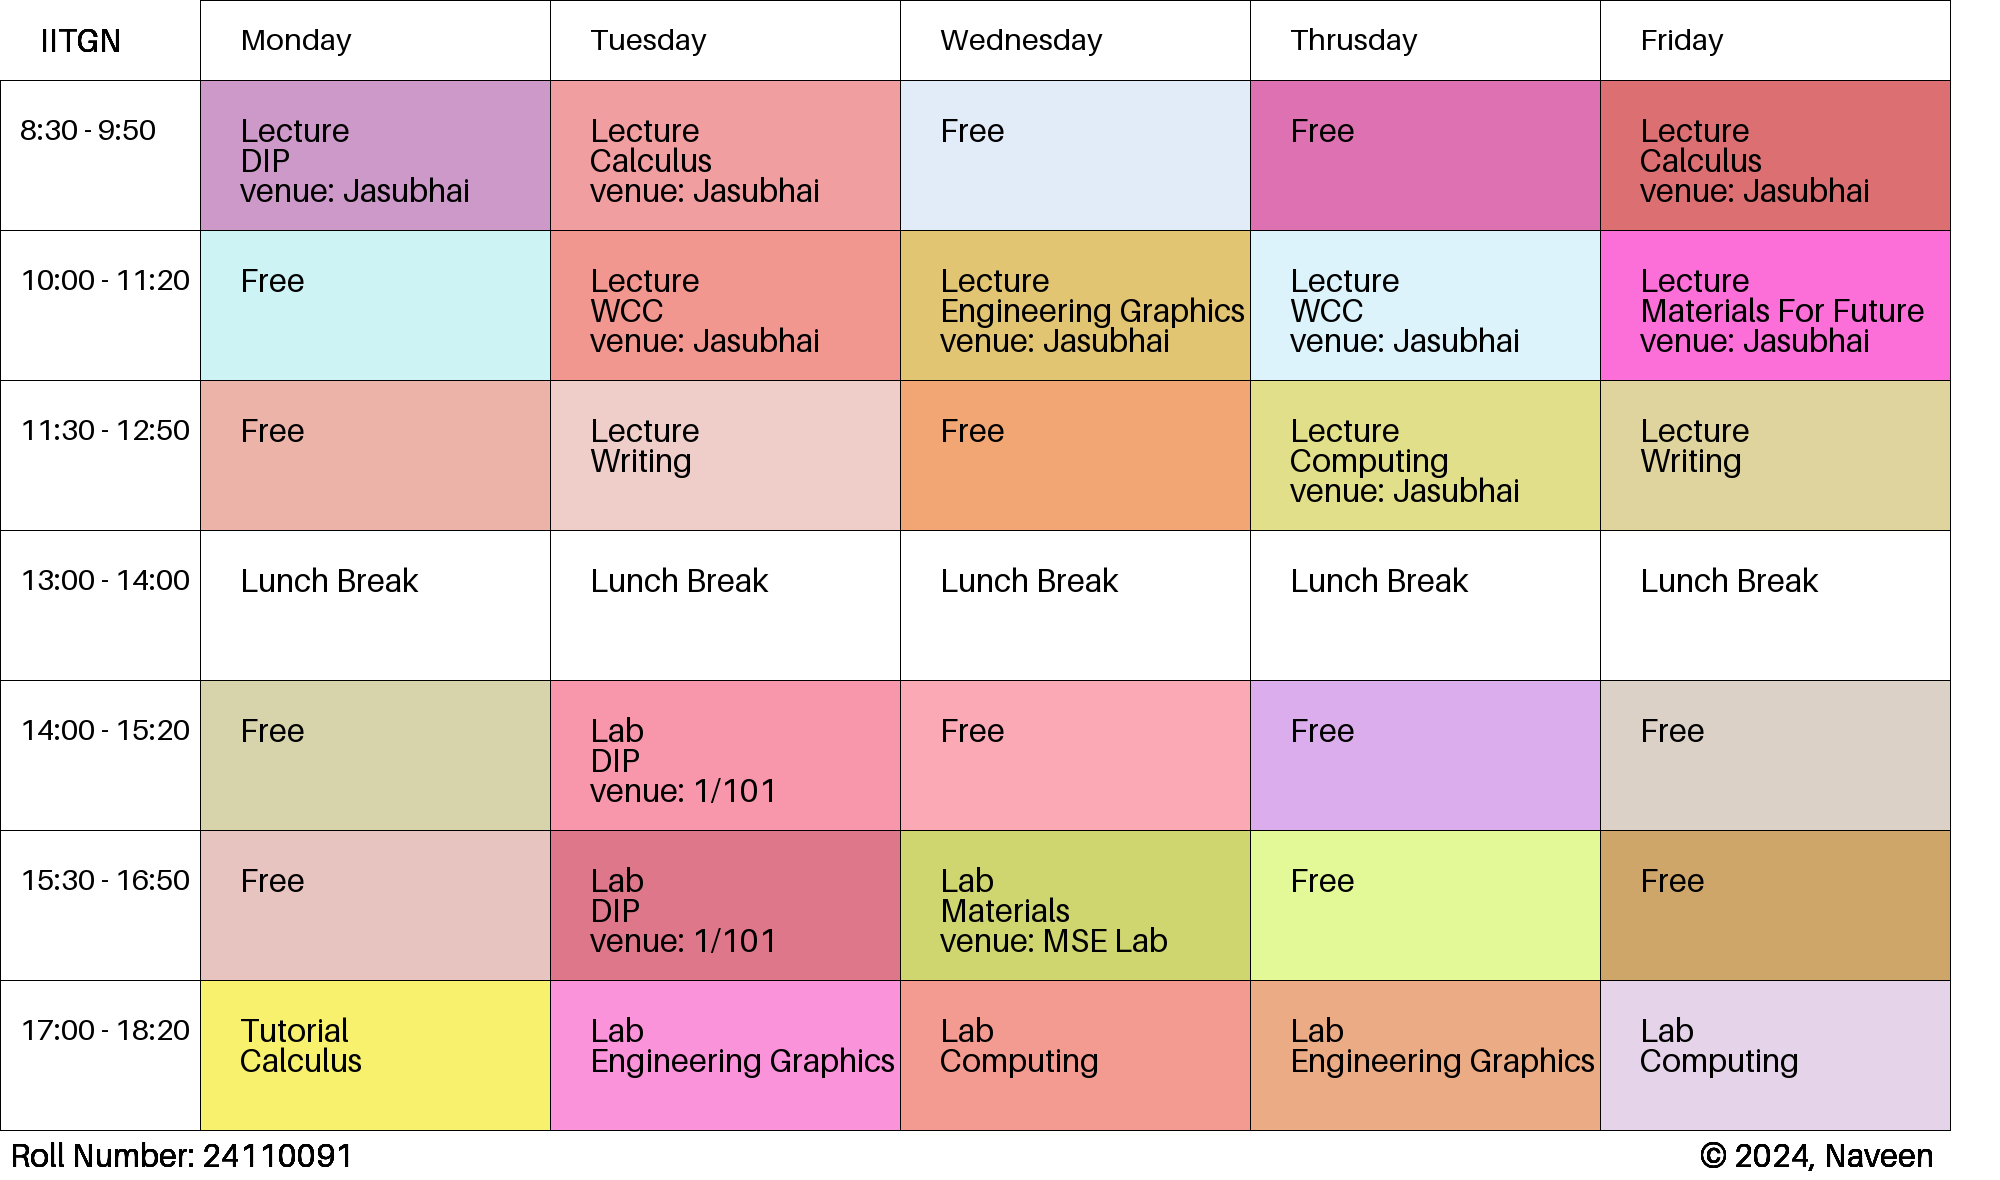 IITGN
Monday
Tuesday
Wednesday
Thrusday
Friday
8:30 - 9:50
Lecture
DIP
venue: Jasubhai
Lecture
Calculus
venue: Jasubhai
Free
Free
Lecture
Calculus
venue: Jasubhai
10:00 - 11:20
Free
Lecture
WCC
venue: Jasubhai
Lecture
Engineering Graphics
venue: Jasubhai
Lecture
WCC
venue: Jasubhai
Lecture
Materials For Future
venue: Jasubhai
11:30 - 12:50
Free
Lecture
Writing
Free
Lecture
Computing
venue: Jasubhai
Lecture
Writing
13:00 - 14:00
Lunch Break
Lunch Break
Lunch Break
Lunch Break
Lunch Break
14:00 - 15:20
Free
Lab
DIP
venue: 1/101
Free
Free
Free
15:30 - 16:50
Free
Lab
DIP
venue: 1/101
Lab
Materials
venue: MSE Lab
Free
Free
17:00 - 18:20
Tutorial
Calculus
Lab
Engineering Graphics
Lab
Computing
Lab
Engineering Graphics
Lab
Computing
Roll Number: 24110091
© 2024, Naveen